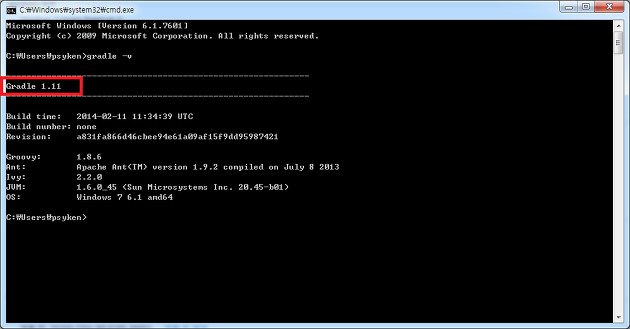 C:₩Windows₩system32₩cmd.exe
Microsoft Windows [Version 6.1.7601]
Copyright (c) 2009 Microsoft Corporation. All rights reserved.
C:₩Users₩psyken>gradle -v
------------------------------------------------------------
Gradle 1.11
------------------------------------------------------------
Build time:   2014-02-11 11:34:39 UTC
Build number: none
Revision:     a831fa866d46cbee94e61a09af15f9dd95987421
Groovy:       1.8.6
Ant:          Apache Ant(TM) version 1.9.2 compiled on July 8 2013
Ivy:          2.2.0
JVM:          1.6.0_45 (Sun Microsystems Inc. 20.45-b01)
OS:           Windows 7 6.1 amd64
C:₩Users₩psyken>